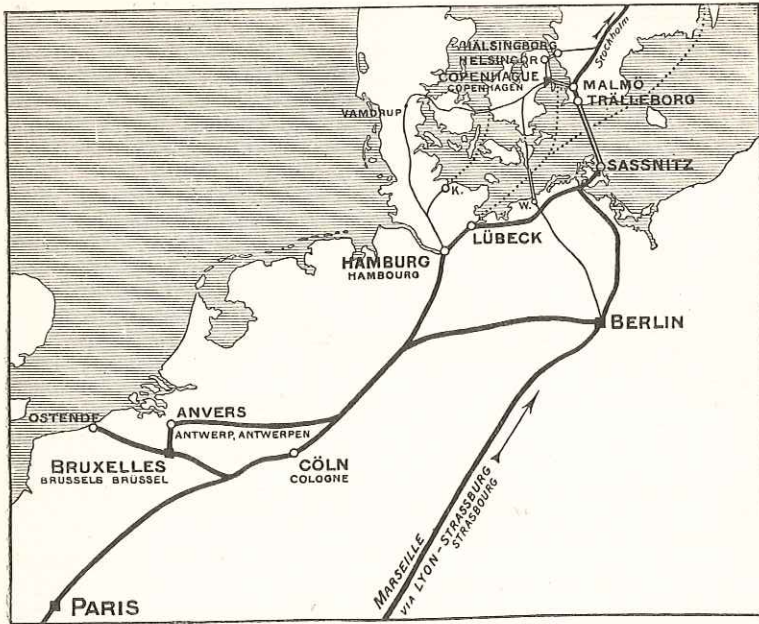 HÄLSINGBORG
HELSINGÖR
COPENHAGUE
COPENHAGEN
Stockholm
MALMÖ
TRÄLLEBORG
VAMDRUP
SASSNITZ
K.
W.
LÜBECK
HAMBURG
HAMBOURG
BERLIN
OSTENDE
ANVERS
ANTWERP, ANTWERPEN
BRUXELLES
BRUSSELS BRÜSSEL
CÖLN
COLOGNE
MARSEILLE
VIA LYON-STRASSBURG
STRASBOURG
PARIS